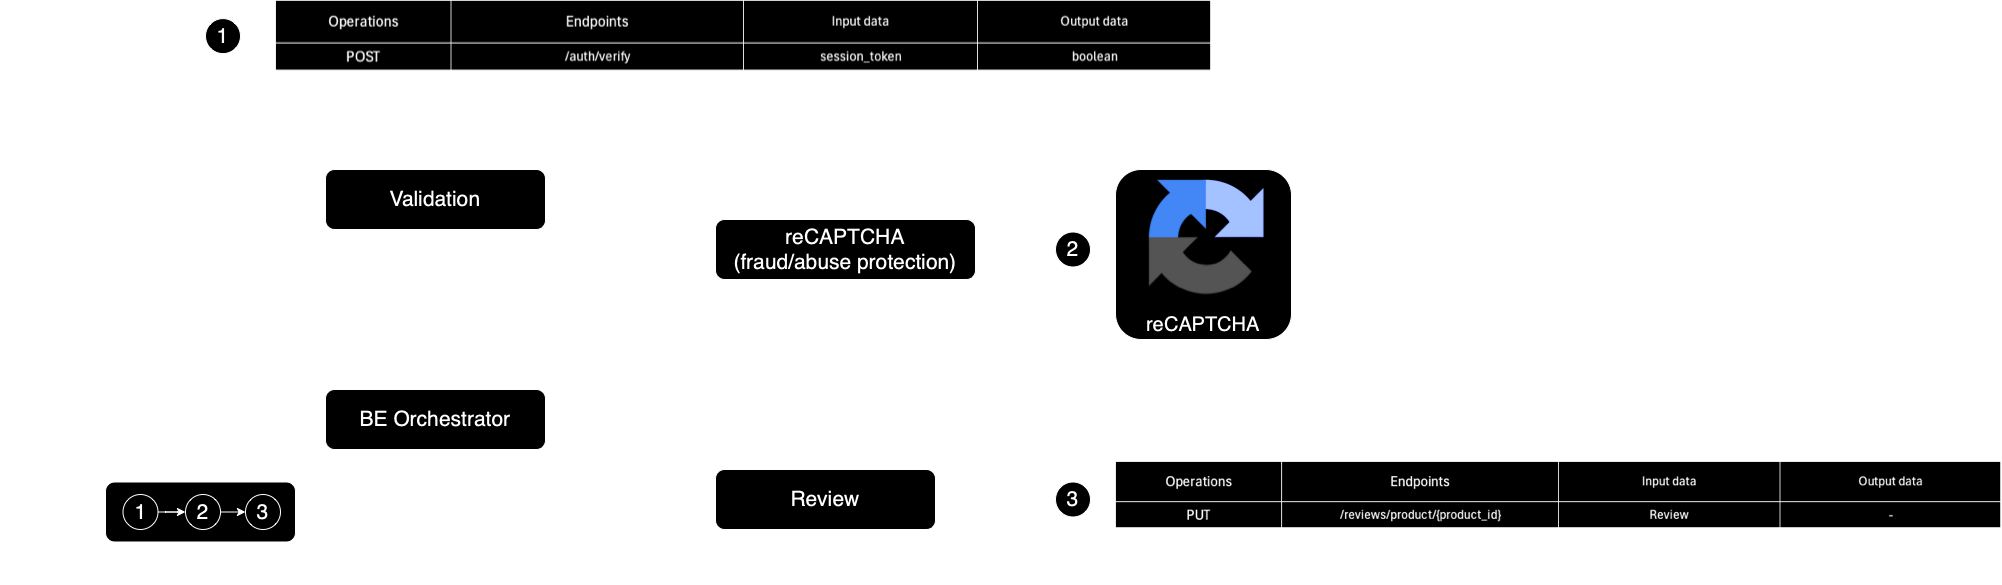 1
Operations Endpoints Input data Output data
POST /auth/verify session_token boolean
Validation
reCAPTCHA
(fraud/abuse protection)
2
reCAPTCHA
BE Orchestrator
1 2 3
Review
3
Operations Endpoints Input data Output data
PUT /reviews/product/{product_id} Review -